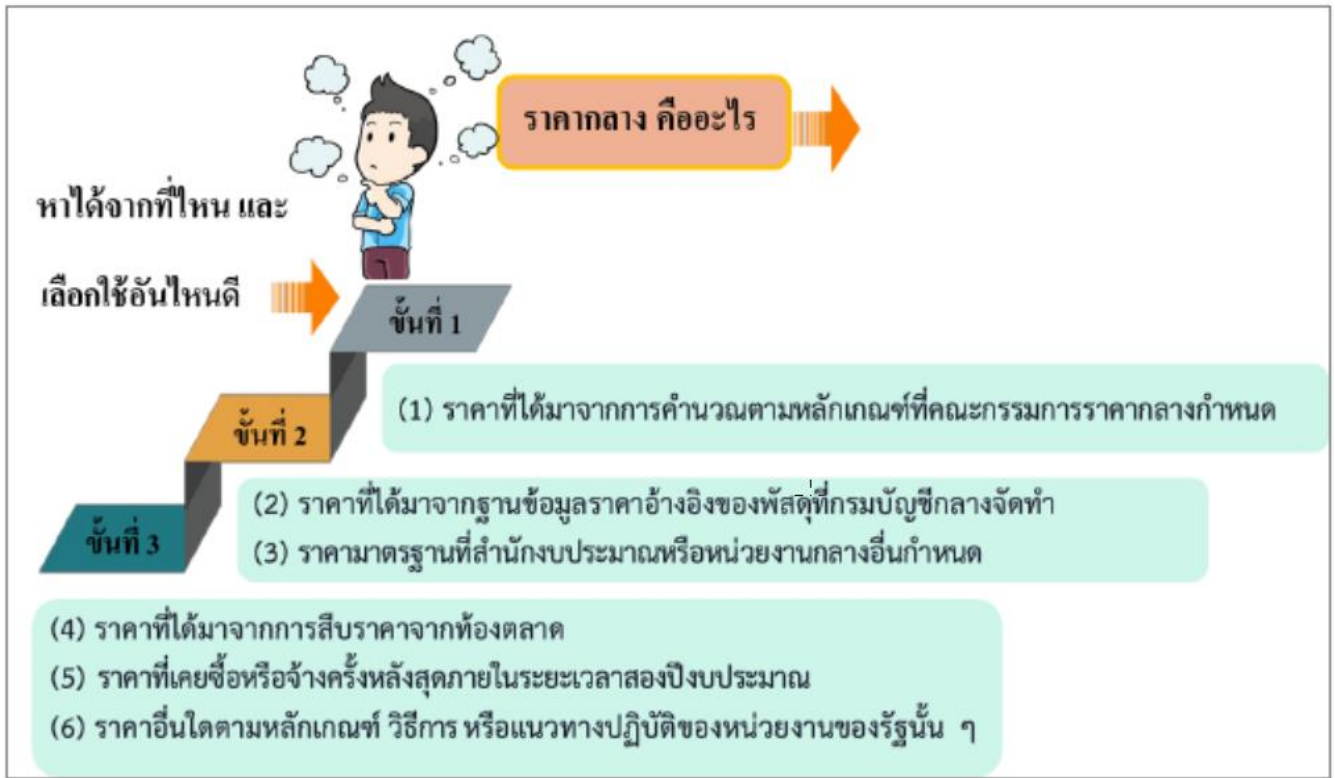 ราคากลาง คืออะไร
หาได้จากที่ไหน และ
เลือกใช้อันไหนดี
ขั้นที่ 1
(1) ราคาที่ได้มาจากการคำนวณตามหลักเกณฑ์ที่คณะกรรมการราคากลางกำหนด
ขั้นที่ 2
(2) ราคาที่ได้มาจากฐานข้อมูลราคาอ้างอิงของพัสดุที่กรมบัญชีกลางจัดทำ
(3) ราคามาตรฐานที่สำนักงบประมาณหรือหน่วยงานกลางอื่นกำหนด
ขั้นที่ 3
(4) ราคาที่ได้มาจากการสืบราคาจากท้องตลาด
(5) ราคาที่เคยซื้อหรือจ้างครั้งหลังสุดภายในระยะเวลาสองปีงบประมาณ
(6) ราคาอื่นใดตามหลักเกณฑ์ วิธีการ หรือแนวทางปฏิบัติของหน่วยงานของรัฐนั้น ๆ